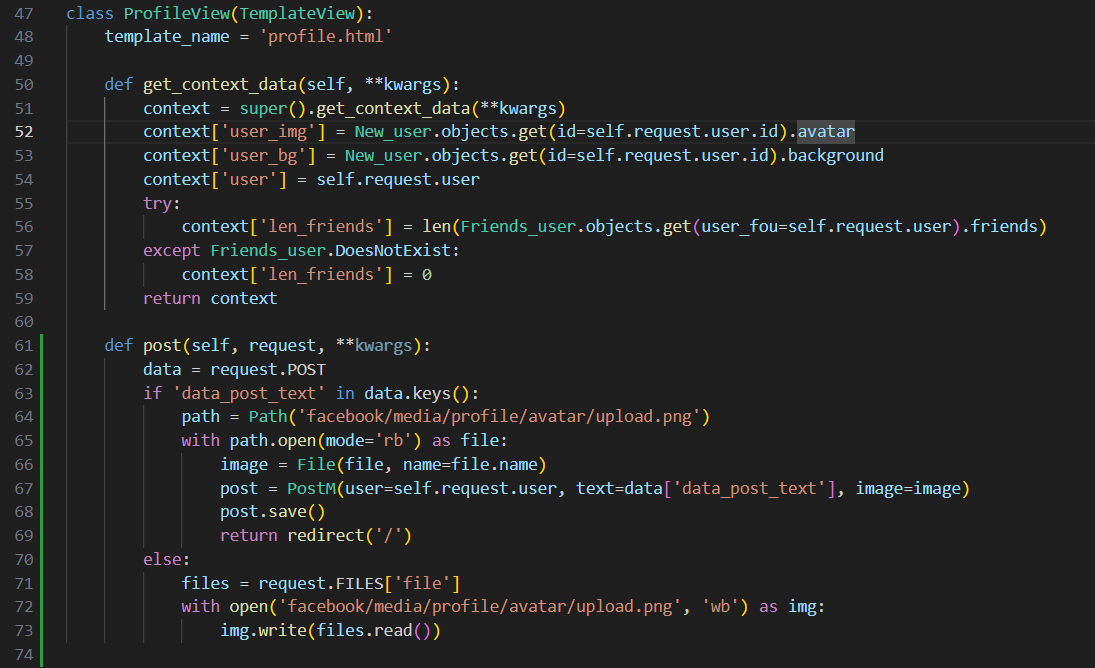 47 class ProfileView(TemplateView):
48     template_name = 'profile.html'
49
50     def get_context_data(self, **kwargs):
51         context = super().get_context_data(**kwargs)
52         context['user_img'] = New_user.objects.get(id=self.request.user.id).avatar
53         context['user_bg'] = New_user.objects.get(id=self.request.user.id).background
54         context['user'] = self.request.user
55         try:
56             context['len_friends'] = len(Friends_user.objects.get(user_fou=self.request.user).friends)
57         except Friends_user.DoesNotExist:
58             context['len_friends'] = 0
59         return context
60
61     def post(self, request, **kwargs):
62         data = request.POST
63         if 'data_post_text' in data.keys():
64             path = Path('facebook/media/profile/avatar/upload.png')
65             with path.open(mode='rb') as file:
66                 image = File(file, name=file.name)
67                 post = PostM(user=self.request.user, text=data['data_post_text'], image=image)
68                 post.save()
69                 return redirect('/')
70         else:
71             files = request.FILES['file']
72             with open('facebook/media/profile/avatar/upload.png', 'wb') as img:
73                 img.write(files.read())
74